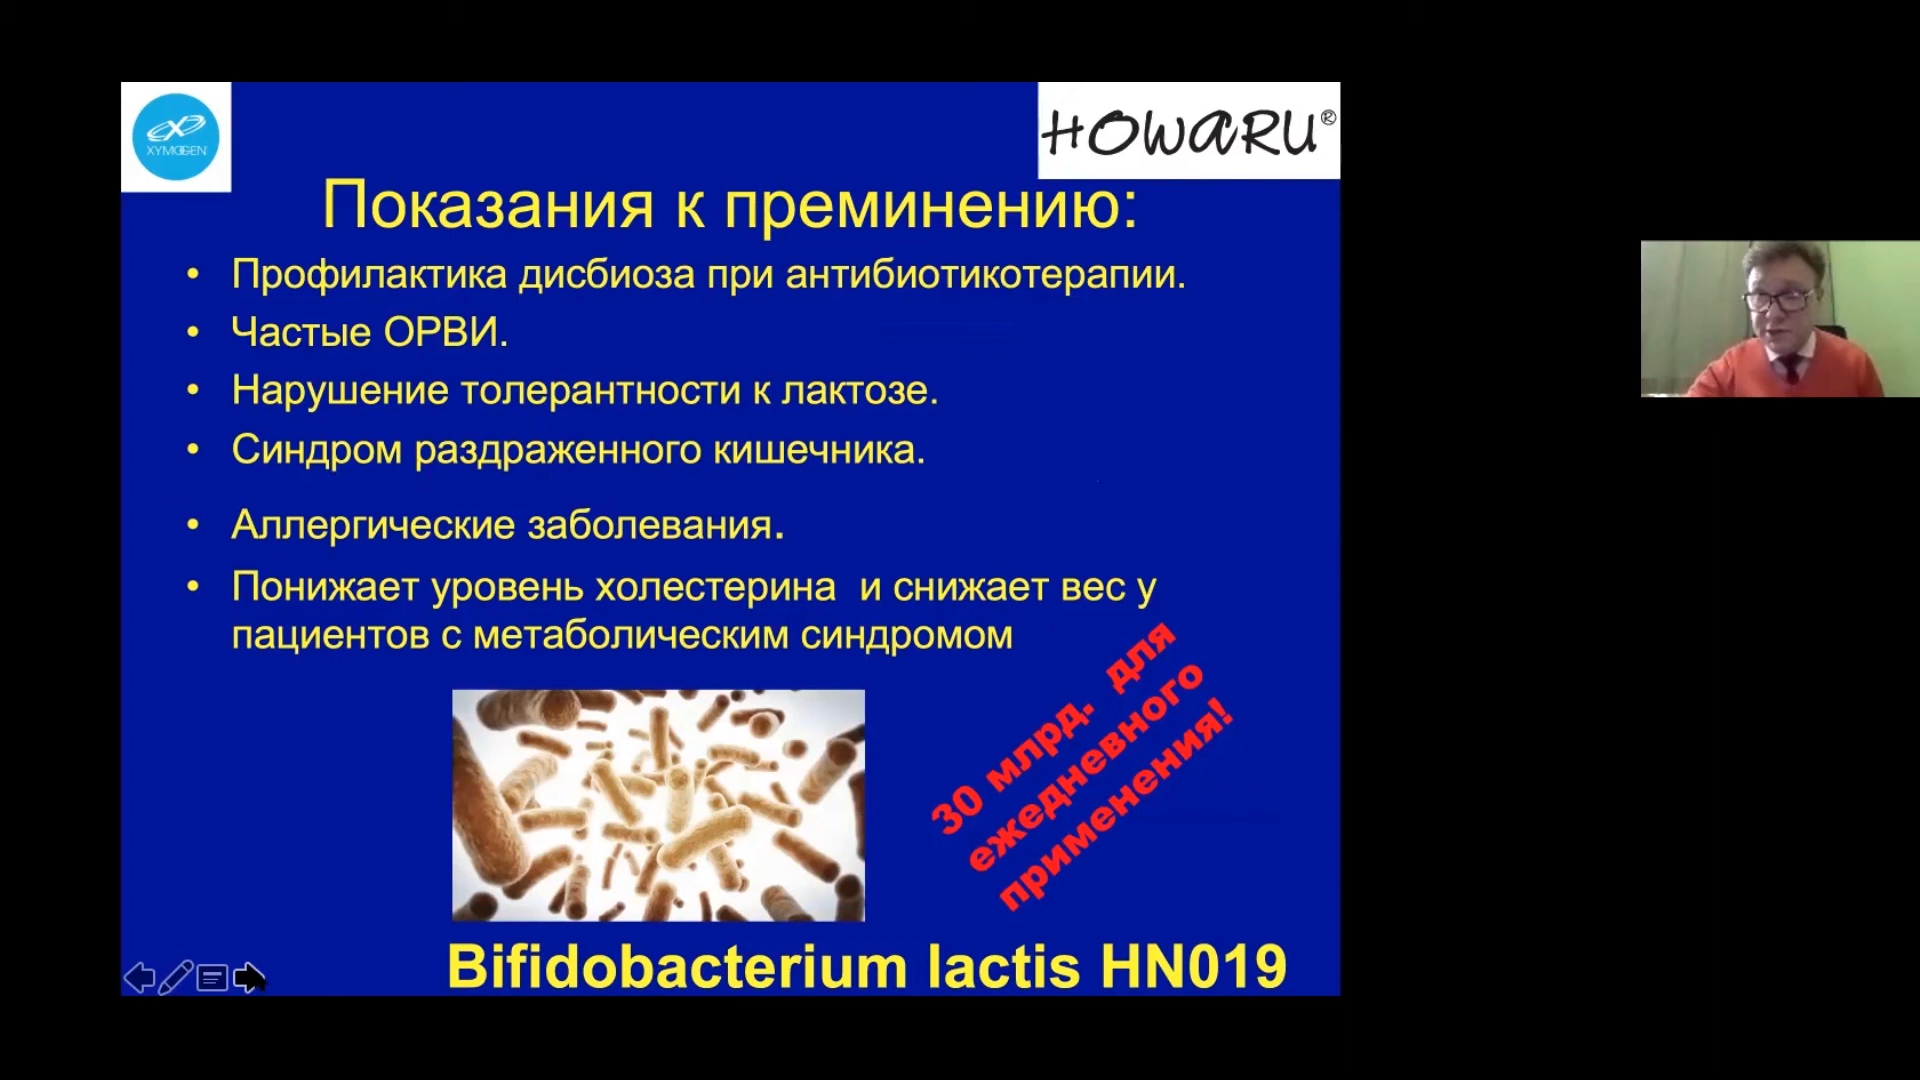 XYMOGEN
HOWARU®
Показания к преминению:
• Профилактика дисбиоза при антибиотикотерапии.
• Частые ОРВИ.
• Нарушение толерантности к лактозе.
• Синдром раздраженного кишечника.
• Аллергические заболевания.
• Понижает уровень холестерина и снижает вес у
пациентов с метаболическим синдромом
30 млрд. для
ежедневного
применения!
Bifidobacterium lactis HN019